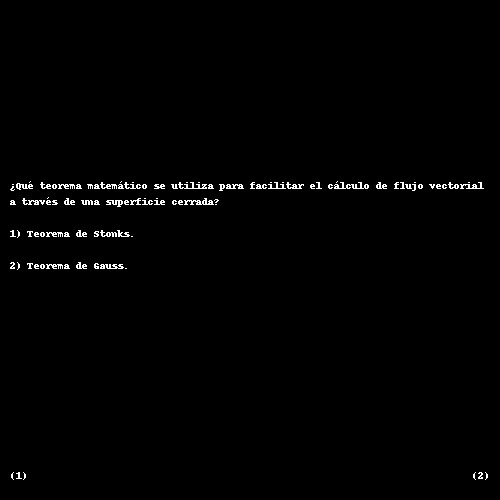 ¿Qué teorema matemático se utiliza para facilitar el cálculo de flujo vectorial
a través de una superficie cerrada?
1) Teorema de Stonks.
2) Teorema de Gauss.
(1) (2)